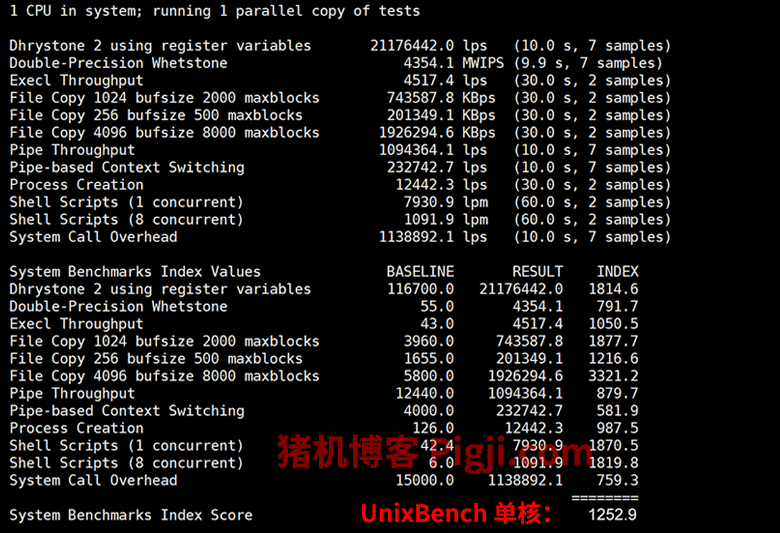 1 CPU in system; running 1 parallel copy of tests
Dhrystone 2 using register variables 21176442.0 lps (10.0 s, 7 samples)
Double-Precision Whetstone 4354.1 MWIPS (9.9 s, 7 samples)
Execl Throughput 4517.4 lps (30.0 s, 2 samples)
File Copy 1024 bufsize 2000 maxblocks 743587.8 KBps (30.0 s, 2 samples)
File Copy 256 bufsize 500 maxblocks 201349.1 KBps (30.0 s, 2 samples)
File Copy 4096 bufsize 8000 maxblocks 1926294.6 KBps (30.0 s, 2 samples)
Pipe Throughput 1094364.1 lps (10.0 s, 7 samples)
Pipe-based Context Switching 232742.7 lps (10.0 s, 7 samples)
Process Creation 12442.3 lps (30.0 s, 2 samples)
Shell Scripts (1 concurrent) 7930.9 lpm (60.0 s, 2 samples)
Shell Scripts (8 concurrent) 1091.9 lpm (60.0 s, 2 samples)
System Call Overhead 1138892.1 lps (10.0 s, 7 samples)
System Benchmarks Index Values BASELINE RESULT INDEX
Dhrystone 2 using register variables 116700.0 21176442.0 1814.6
Double-Precision Whetstone 55.0 4354.1 791.7
Execl Throughput 43.0 4517.4 1050.5
File Copy 1024 bufsize 2000 maxblocks 3960.0 743587.8 1877.7
File Copy 256 bufsize 500 maxblocks 1655.0 201349.1 1216.6
File Copy 4096 bufsize 8000 maxblocks 5800.0 1926294.6 3321.2
Pipe Throughput 12440.0 1094364.1 879.7
Pipe-based Context Switching 4000.0 232742.7 581.9
Process Creation 126.0 12442.3 987.5
Shell Scripts (1 concurrent) 42.4 7930.9 1870.5
猪机博客 Pigji.com
Shell Scripts (8 concurrent) 6.0 1091.9 1819.8
System Call Overhead 15000.0 1138892.1 759.3
========
System Benchmarks Index Score UnixBench 单核： 1252.9